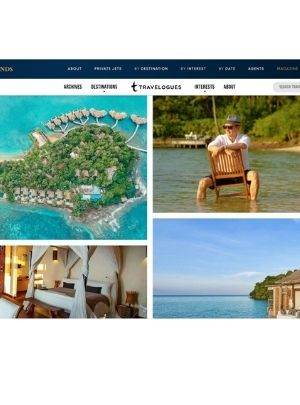 NDS ABOUT PRIVATE JETS BY DESTINATION BY INTEREST BY DATE AGENTS MAGAZINE
ARCHIVES DESTINATIONS TRAVELOGUES INTERESTS ABOUT SEARCH TRAV